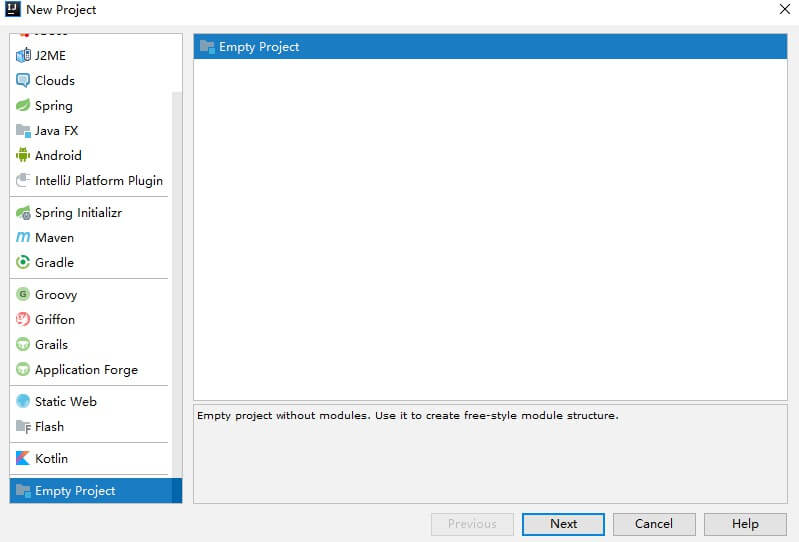 New Project
J2ME
Clouds
Spring
Java FX
Android
IntelliJ Platform Plugin
Spring Initializr
Maven
Gradle
Groovy
Griffon
Grails
Application Forge
Static Web
Flash
Kotlin
Empty Project
Empty Project
Empty project without modules. Use it to create free-style module structure.
Previous
Next
Cancel
Help